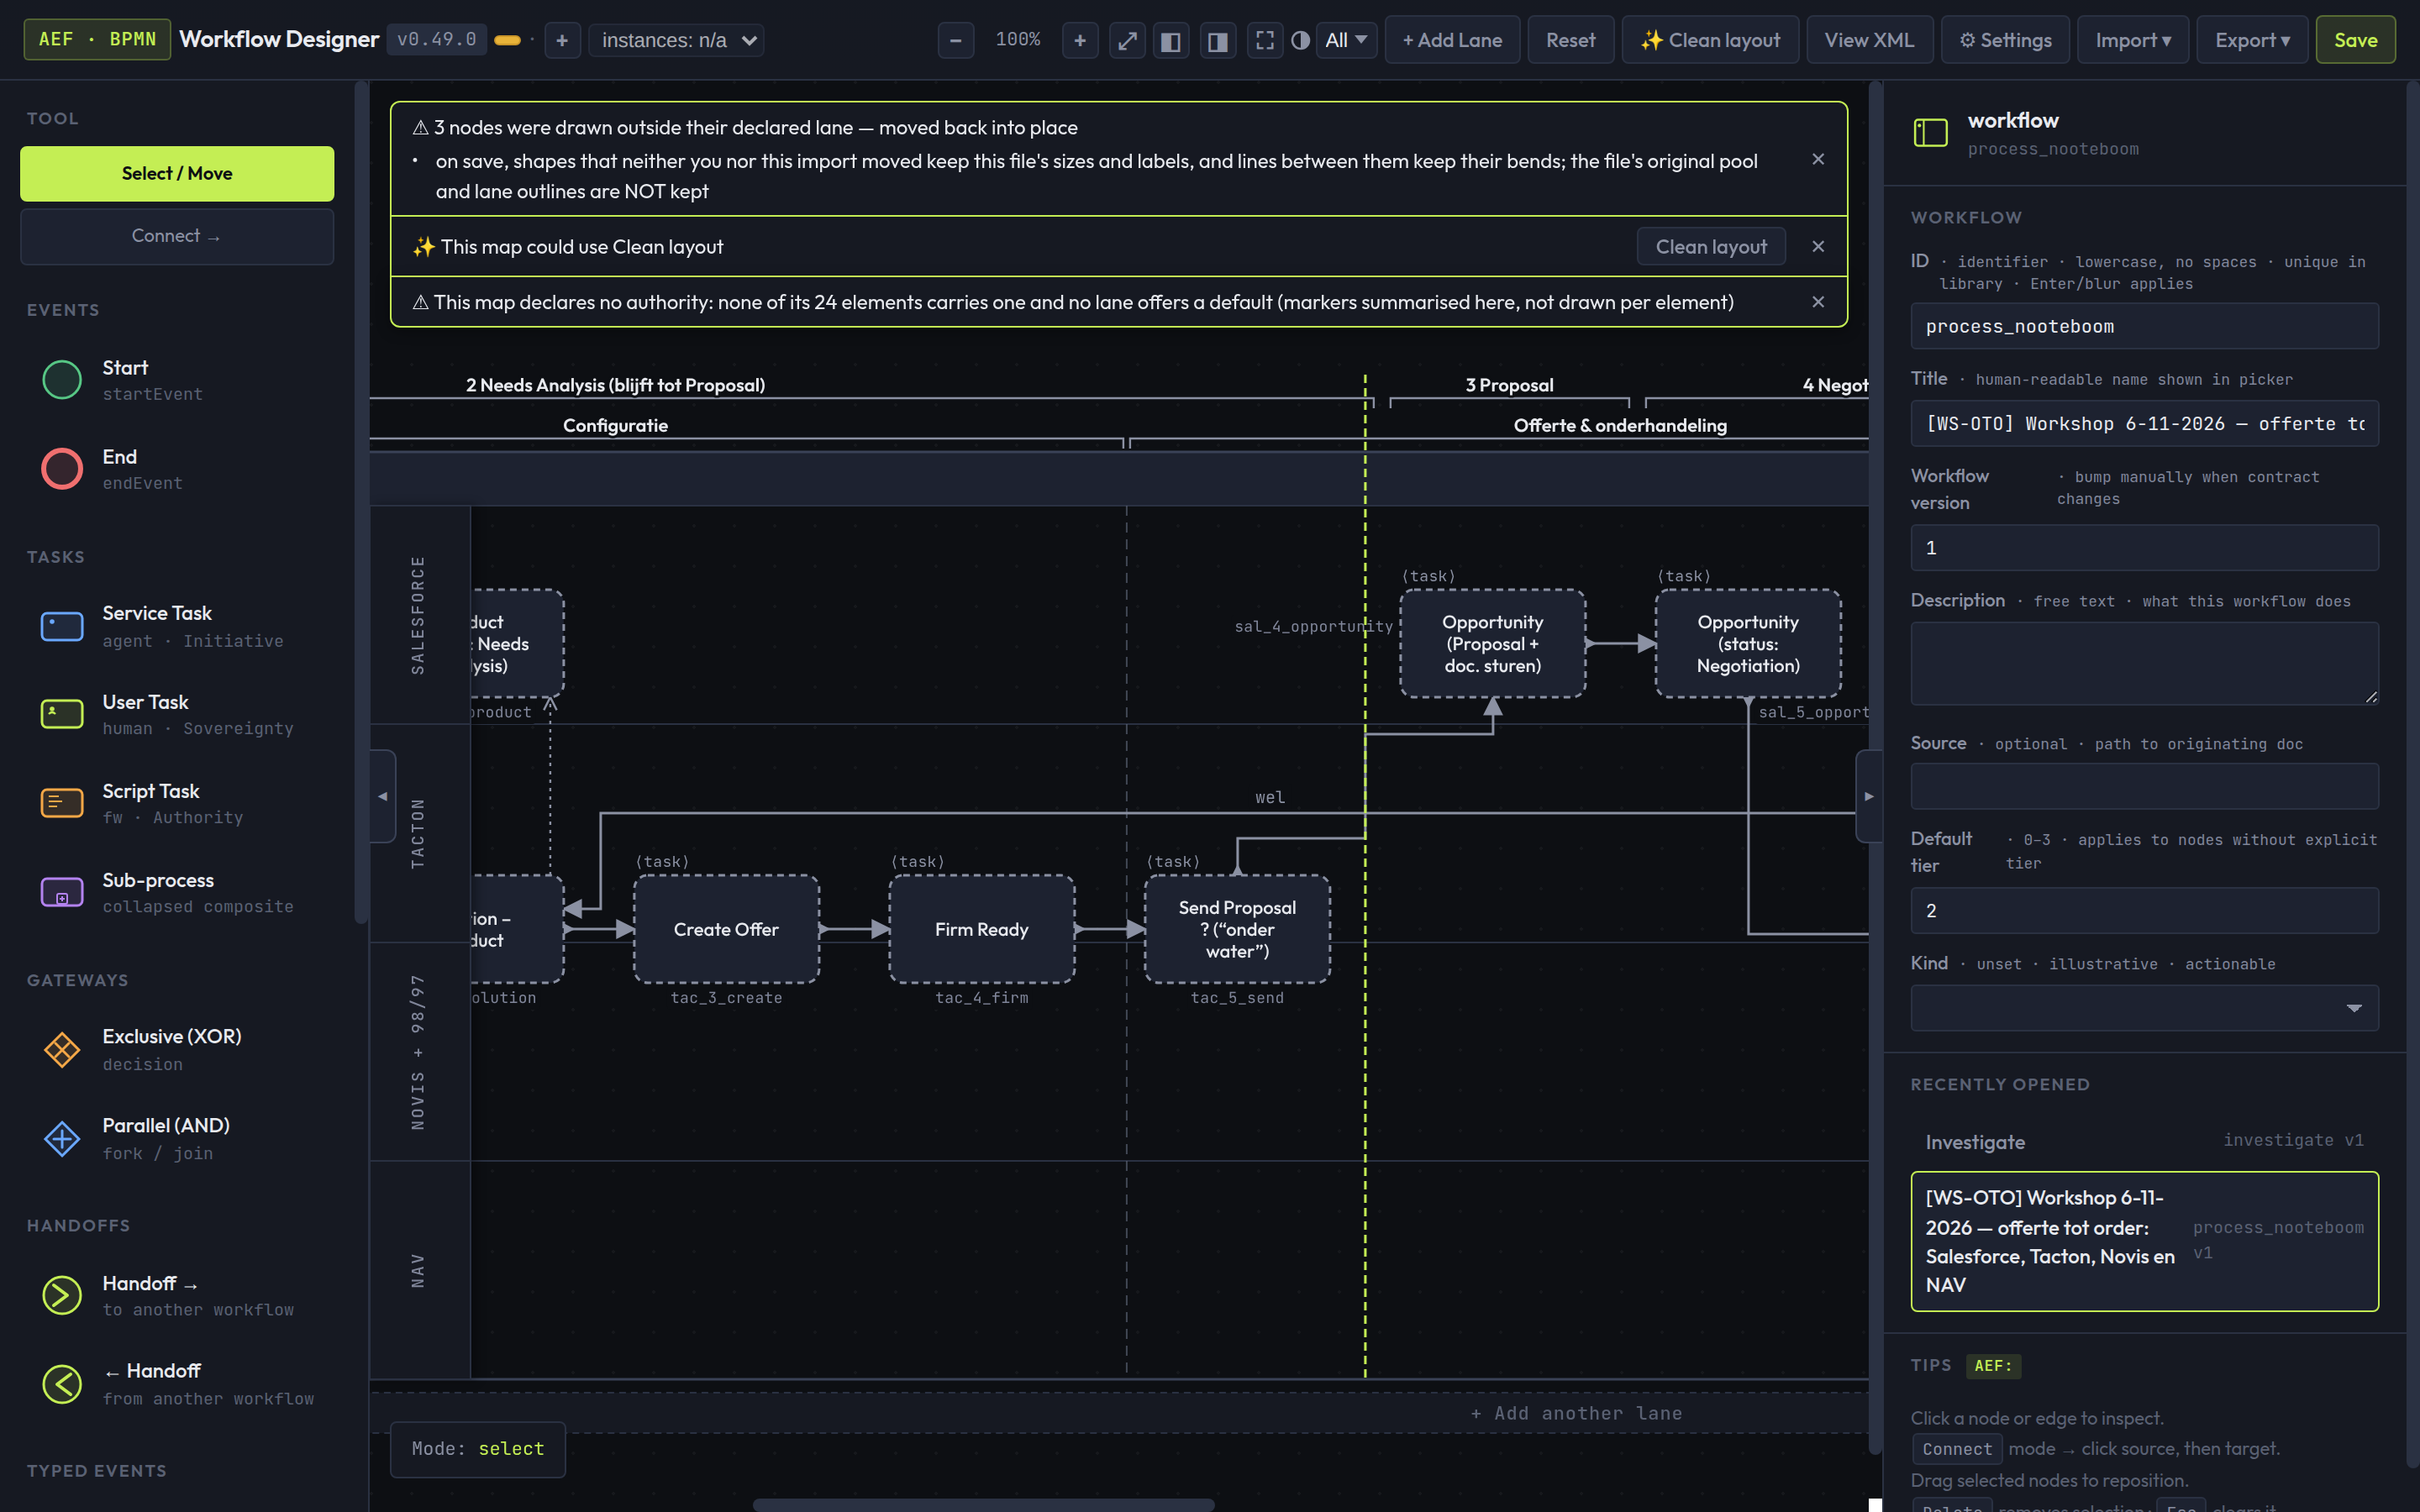 AEF · BPMN Workflow Designer v0.49.0 · + instances: n/a
− 100% + All + Add Lane Reset ✨ Clean layout View XML ⚙ Settings Import ▾ Export ▾ Save
TOOL
Select / Move
Connect →
EVENTS
Start
startEvent
End
endEvent
TASKS
Service Task
agent · Initiative
User Task
human · Sovereignty
Script Task
fw · Authority
Sub-process
collapsed composite
GATEWAYS
Exclusive (XOR)
decision
Parallel (AND)
fork / join
HANDOFFS
Handoff →
to another workflow
← Handoff
from another workflow
TYPED EVENTS
⚠ 3 nodes were drawn outside their declared lane — moved back into place
• on save, shapes that neither you nor this import moved keep this file's sizes and labels, and lines between them keep their bends; the file's original pool
and lane outlines are NOT kept
✨ This map could use Clean layout
Clean layout
⚠ This map declares no authority: none of its 24 elements carries one and no lane offers a default (markers summarised here, not drawn per element)
2 Needs Analysis (blijft tot Proposal)
3 Proposal
4 Negot
Configuratie
Offerte & onderhandeling
SALESFORCE
duct
: Needs
lysis)
product
sal_4_opportunity
(task)
Opportunity
(Proposal +
doc. sturen)
(task)
Opportunity
(status:
Negotiation)
sal_5_opport
TACTON
wel
ion –
duct
olution
(task)
Create Offer
tac_3_create
(task)
Firm Ready
tac_4_firm
(task)
Send Proposal
? (“onder
water”)
tac_5_send
NOVIS + 98/97
NAV
+ Add another lane
Mode: select
workflow
process_nooteboom
WORKFLOW
ID · identifier · lowercase, no spaces · unique in
library · Enter/blur applies
process_nooteboom
Title · human-readable name shown in picker
[WS-OTO] Workshop 6-11-2026 — offerte to
Workflow
version
· bump manually when contract
changes
1
Description · free text · what this workflow does
Source · optional · path to originating doc
Default
tier
· 0–3 · applies to nodes without explicit
tier
2
Kind · unset · illustrative · actionable
RECENTLY OPENED
Investigate investigate v1
[WS-OTO] Workshop 6-11-
2026 — offerte tot order:
Salesforce, Tacton, Novis en
NAV
process_nooteboom
v1
TIPS AEF:
Click a node or edge to inspect.
Connect mode → click source, then target.
Drag selected nodes to reposition.
Delete removes selection; Esc clears it